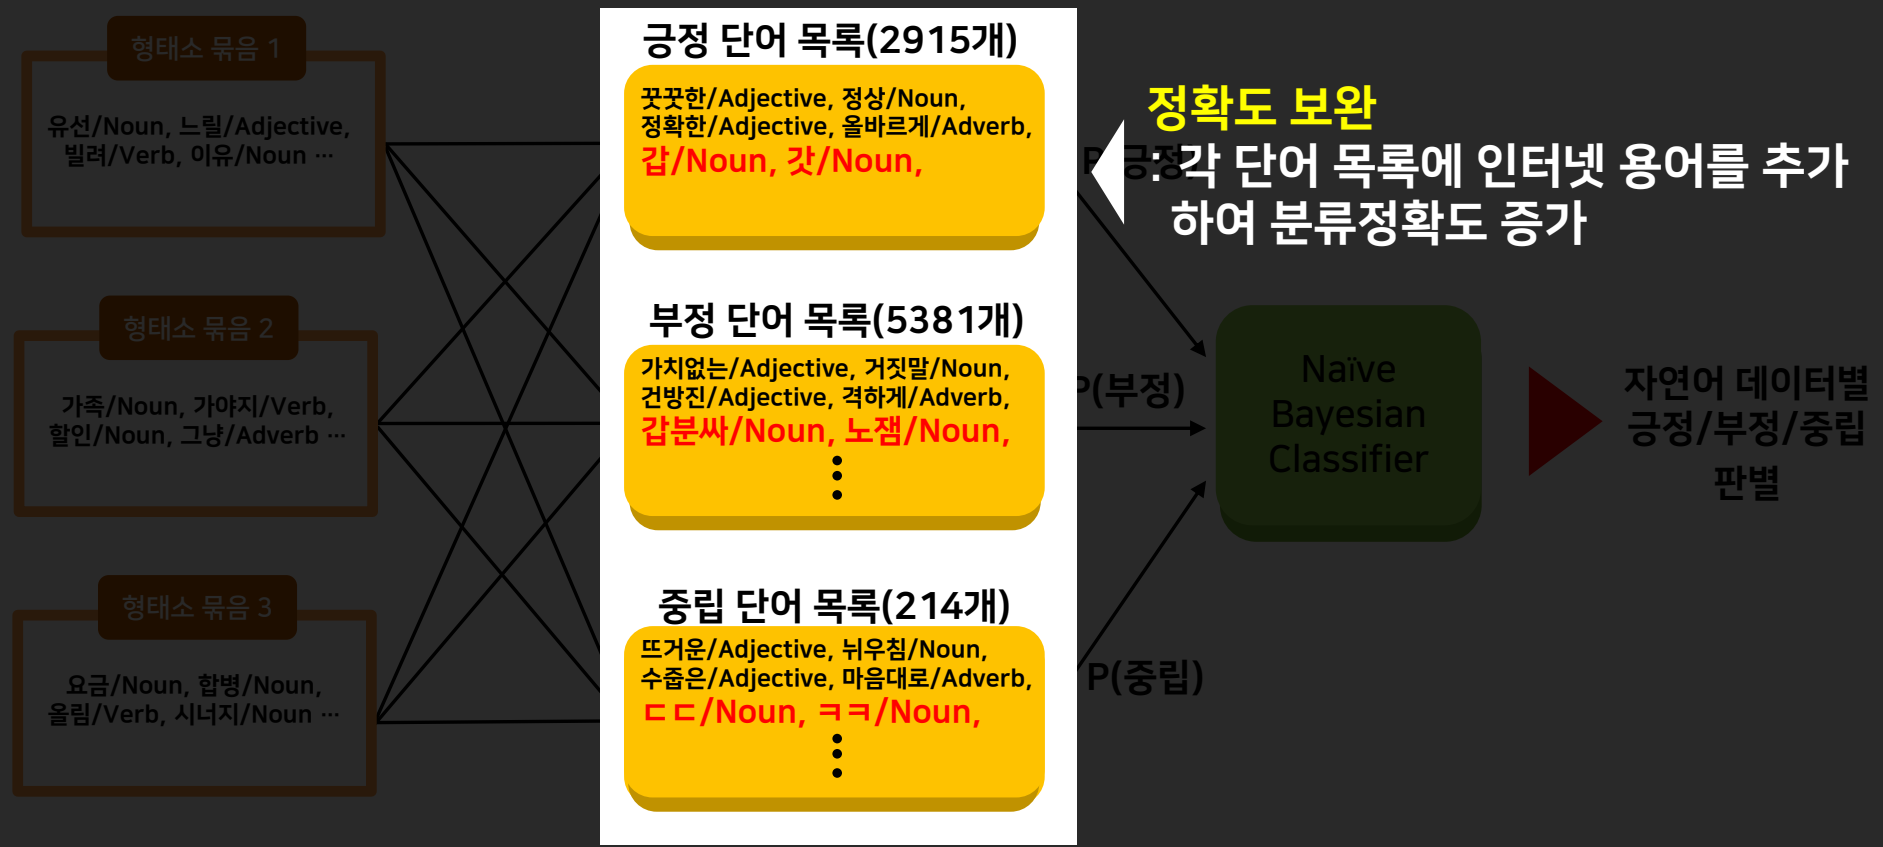 형태소 묶음 1
유선/Noun, 느릴/Adjective,
빌려/Verb, 이유/Noun ···
형태소 묶음 2
가족/Noun, 가야지/Verb,
할인/Noun, 그냥/Adverb ···
형태소 묶음 3
요금/Noun, 합병/Noun,
올림/Verb, 시너지/Noun ···
긍정 단어 목록(2915개)
꿋꿋한/Adjective, 정상/Noun,
정확한/Adjective, 올바르게/Adverb,
갑/Noun, 갓/Noun,
부정 단어 목록(5381개)
가치없는/Adjective, 거짓말/Noun,
건방진/Adjective, 격하게/Adverb,
갑분싸/Noun, 노잼/Noun,
중립 단어 목록(214개)
뜨거운/Adjective, 뉘우침/Noun,
수줍은/Adjective, 마음대로/Adverb,
ㄷㄷ/Noun, ㅋㅋ/Noun,
정확도 보완
: 각 단어 목록에 인터넷 용어를 추가
하여 분류정확도 증가
P(긍정)
P(부정)
P(중립)
Naïve
Bayesian
Classifier
자연어 데이터별
긍정/부정/중립
판별